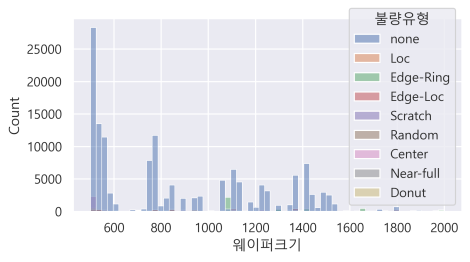 불량유형
none
Loc
Edge-Ring
Edge-Loc
Scratch
Random
Center
Near-full
Donut
Count
25000
20000
15000
10000
5000
0
600 800 1000 1200 1400 1600 1800 2000
웨이퍼크기